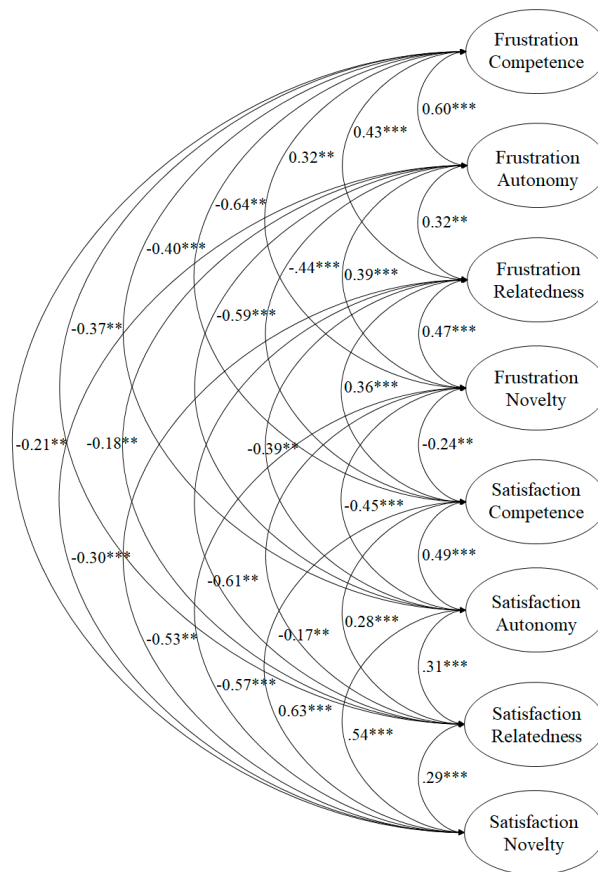 Frustration
Competence
0.60***
0.43***
0.32**
Frustration
Autonomy
-0.64**
0.32**
-0.40***
-.44***
0.39***
Frustration
Relatedness
-0.59***
-0.37**
0.47***
0.36***
Frustration
Novelty
-0.21**
-0.18**
-0.39**
-0.24**
Satisfaction
Competence
-0.45***
-0.30***
0.49***
-0.61**
Satisfaction
Autonomy
0.28***
-0.53**
-0.17**
.31***
-0.57***
0.63***
Satisfaction
Relatedness
.54***
.29***
Satisfaction
Novelty